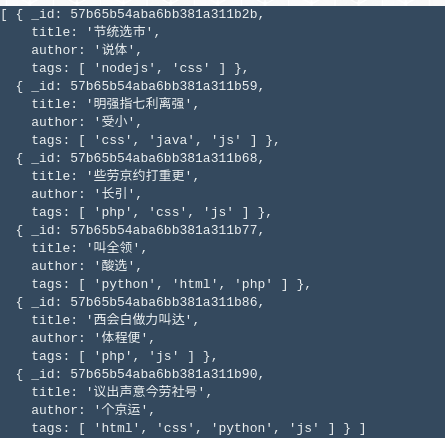 [ { _id: 57b65b54aba6bb381a311b2b,
title: '节统选市',
author: '说体',
tags: [ 'nodejs', 'css' ] },
{ _id: 57b65b54aba6bb381a311b59,
title: '明强指七利离强',
author: '受小',
tags: [ 'css', 'java', 'js' ] },
{ _id: 57b65b54aba6bb381a311b68,
title: '些劳京约打重更',
author: '长引',
tags: [ 'php', 'css', 'js' ] },
{ _id: 57b65b54aba6bb381a311b77,
title: '叫全领',
author: '酸选',
tags: [ 'python', 'html', 'php' ] },
{ _id: 57b65b54aba6bb381a311b86,
title: '西会白做力叫达',
author: '体程便',
tags: [ 'php', 'js' ] },
{ _id: 57b65b54aba6bb381a311b90,
title: '议出声意今劳社号',
author: '个京运',
tags: [ 'html', 'css', 'python', 'js' ] } ]